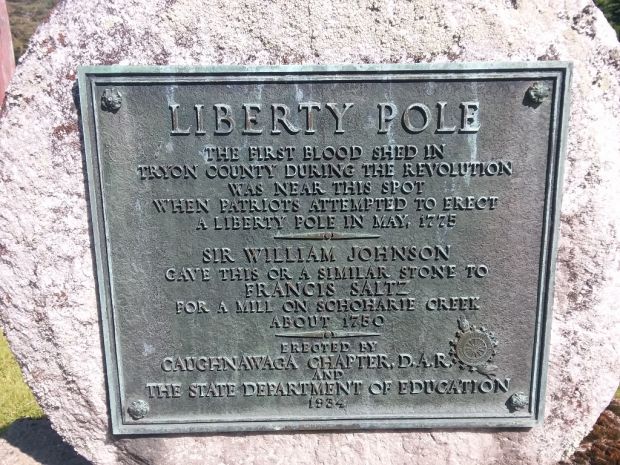 LIBERTY POLE
THE FIRST BLOOD SHED IN
TRYON COUNTY DURING THE REVOLUTION
WAS NEAR THIS SPOT
WHEN PATRIOTS ATTEMPTED TO ERECT
A LIBERTY POLE IN MAY, 1775
SIR WILLIAM JOHNSON
GAVE THIS OR A SIMILAR STONE TO
FRANCIS SALTZ
FOR A MILL ON SCHOHARIE CREEK
ABOUT 1750
ERECTED BY
CAUGHNAWAGA CHAPTER, D.A.R.
AND
THE STATE DEPARTMENT OF EDUCATION
1934